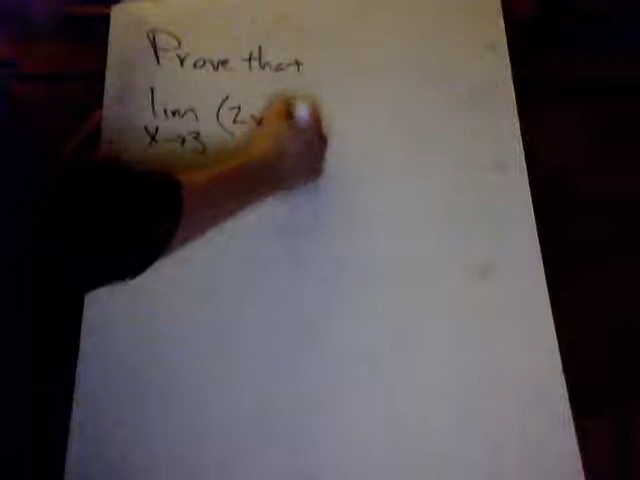 Prove that
lim (2x
x→3